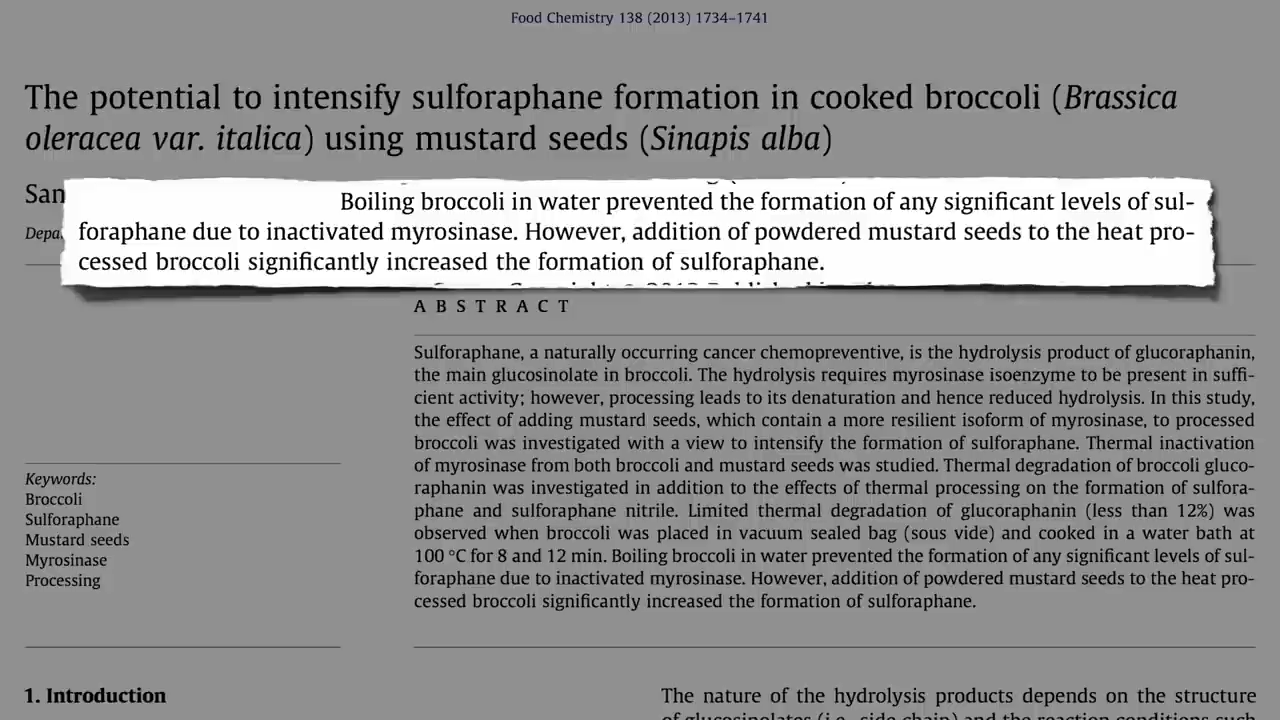 Food Chemistry 138 (2013) 1734–1741
The potential to intensify sulforaphane formation in cooked broccoli (Brassica
oleracea var. italica) using mustard seeds (Sinapis alba)
Boiling broccoli in water prevented the formation of any significant levels of sul-
foraphane due to inactivated myrosinase. However, addition of powdered mustard seeds to the heat pro-
cessed broccoli significantly increased the formation of sulforaphane.
ABSTRACT
Sulforaphane, a naturally occurring cancer chemopreventive, is the hydrolysis product of glucoraphanin,
the main glucosinolate in broccoli. The hydrolysis requires myrosinase isoenzyme to be present in suffi-
cient activity; however, processing leads to its denaturation and hence reduced hydrolysis. In this study,
the effect of adding mustard seeds, which contain a more resilient isoform of myrosinase, to processed
broccoli was investigated with a view to intensify the formation of sulforaphane. Thermal inactivation
of myrosinase from both broccoli and mustard seeds was studied. Thermal degradation of broccoli gluco-
raphanin was investigated in addition to the effects of thermal processing on the formation of sulfora-
phane and sulforaphane nitrile. Limited thermal degradation of glucoraphanin (less than 12%) was
observed when broccoli was placed in vacuum sealed bag (sous vide) and cooked in a water bath at
100 °C for 8 and 12 min. Boiling broccoli in water prevented the formation of any significant levels of sul-
foraphane due to inactivated myrosinase. However, addition of powdered mustard seeds to the heat pro-
cessed broccoli significantly increased the formation of sulforaphane.
Keywords:
Broccoli
Sulforaphane
Mustard seeds
Myrosinase
Processing
1. Introduction
The nature of the hydrolysis products depends on the structure
of glucosinolates (i.e., side chain) and the reaction conditions such